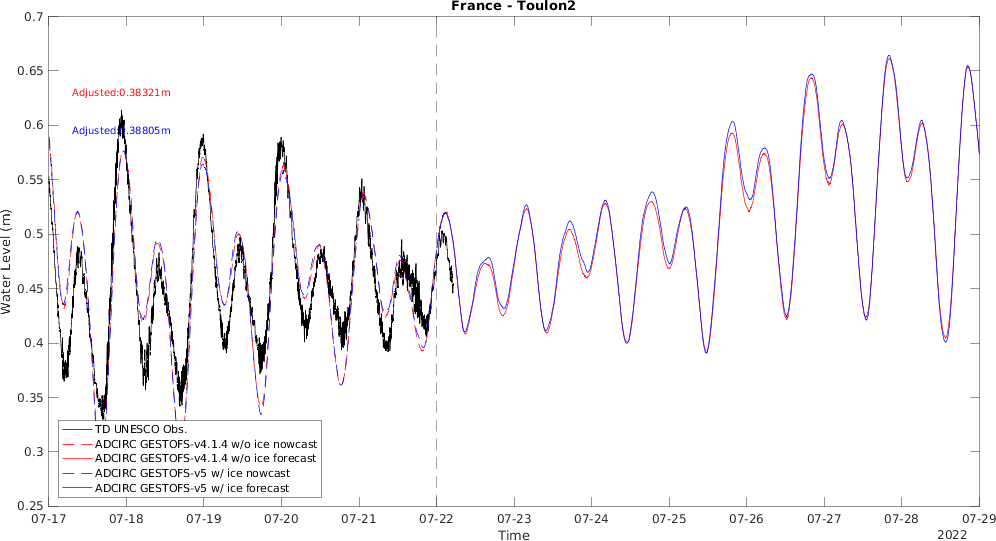 France - Toulon2
0.7
0.65
0.6
0.55
0.5
0.45
0.4
0.35
0.3
0.25
Water Level (m)
Adjusted:0.38321m
Adjusted:0.38805m
TD UNESCO Obs.
ADCIRC GESTOFS-v4.1.4 w/o ice nowcast
ADCIRC GESTOFS-v4.1.4 w/o ice forecast
ADCIRC GESTOFS-v5 w/ ice nowcast
ADCIRC GESTOFS-v5 w/ ice forecast
07-17 07-18 07-19 07-20 07-21 07-22 07-23 07-24 07-25 07-26 07-27 07-28 07-29
Time
2022